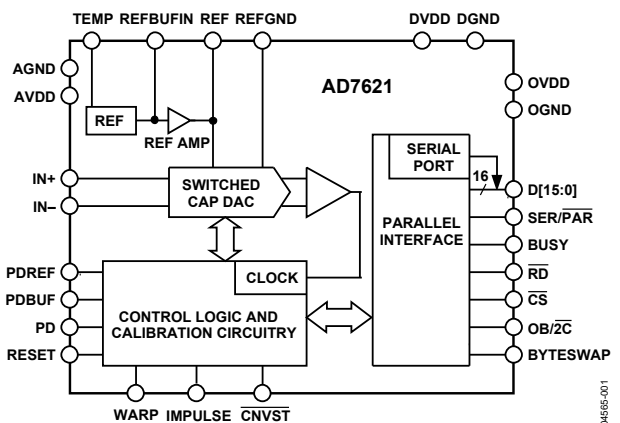 TEMP REFBUFIN REF REFGND DVDD DGND
AGND
AVDD
AD7621
OVDD
OGND
REF
REF AMP
SERIAL
PORT
16
IN+
IN–
SWITCHED
CAP DAC
D[15:0]
SER/PAR
PARALLEL
INTERFACE
BUSY
PDREF
CLOCK
RD
PDBUF
CS
CONTROL LOGIC AND
CALIBRATION CIRCUITRY
PD
OB/2C
RESET
BYTESWAP
WARP IMPULSE CNVST
04565-001